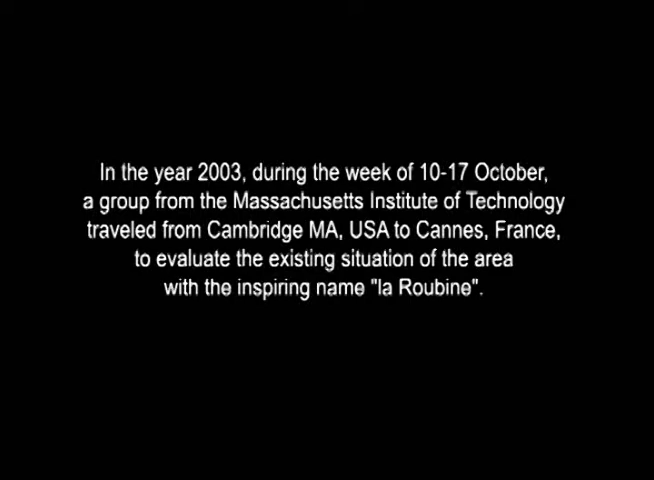 In the year 2003, during the week of 10-17 October,
a group from the Massachusetts Institute of Technology
traveled from Cambridge MA, USA to Cannes, France,
to evaluate the existing situation of the area
with the inspiring name "la Roubine".